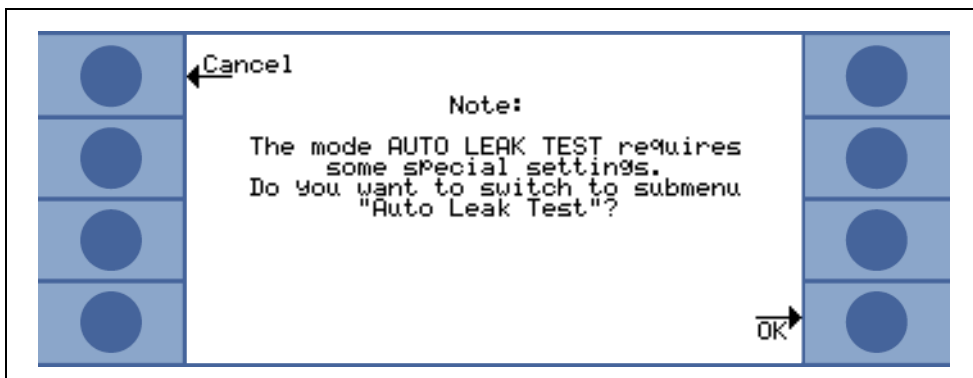 Cancel
Note:
The mode AUTO LEAK TEST requires
some special settings.
Do you want to switch to submenu
"Auto Leak Test"?
OK